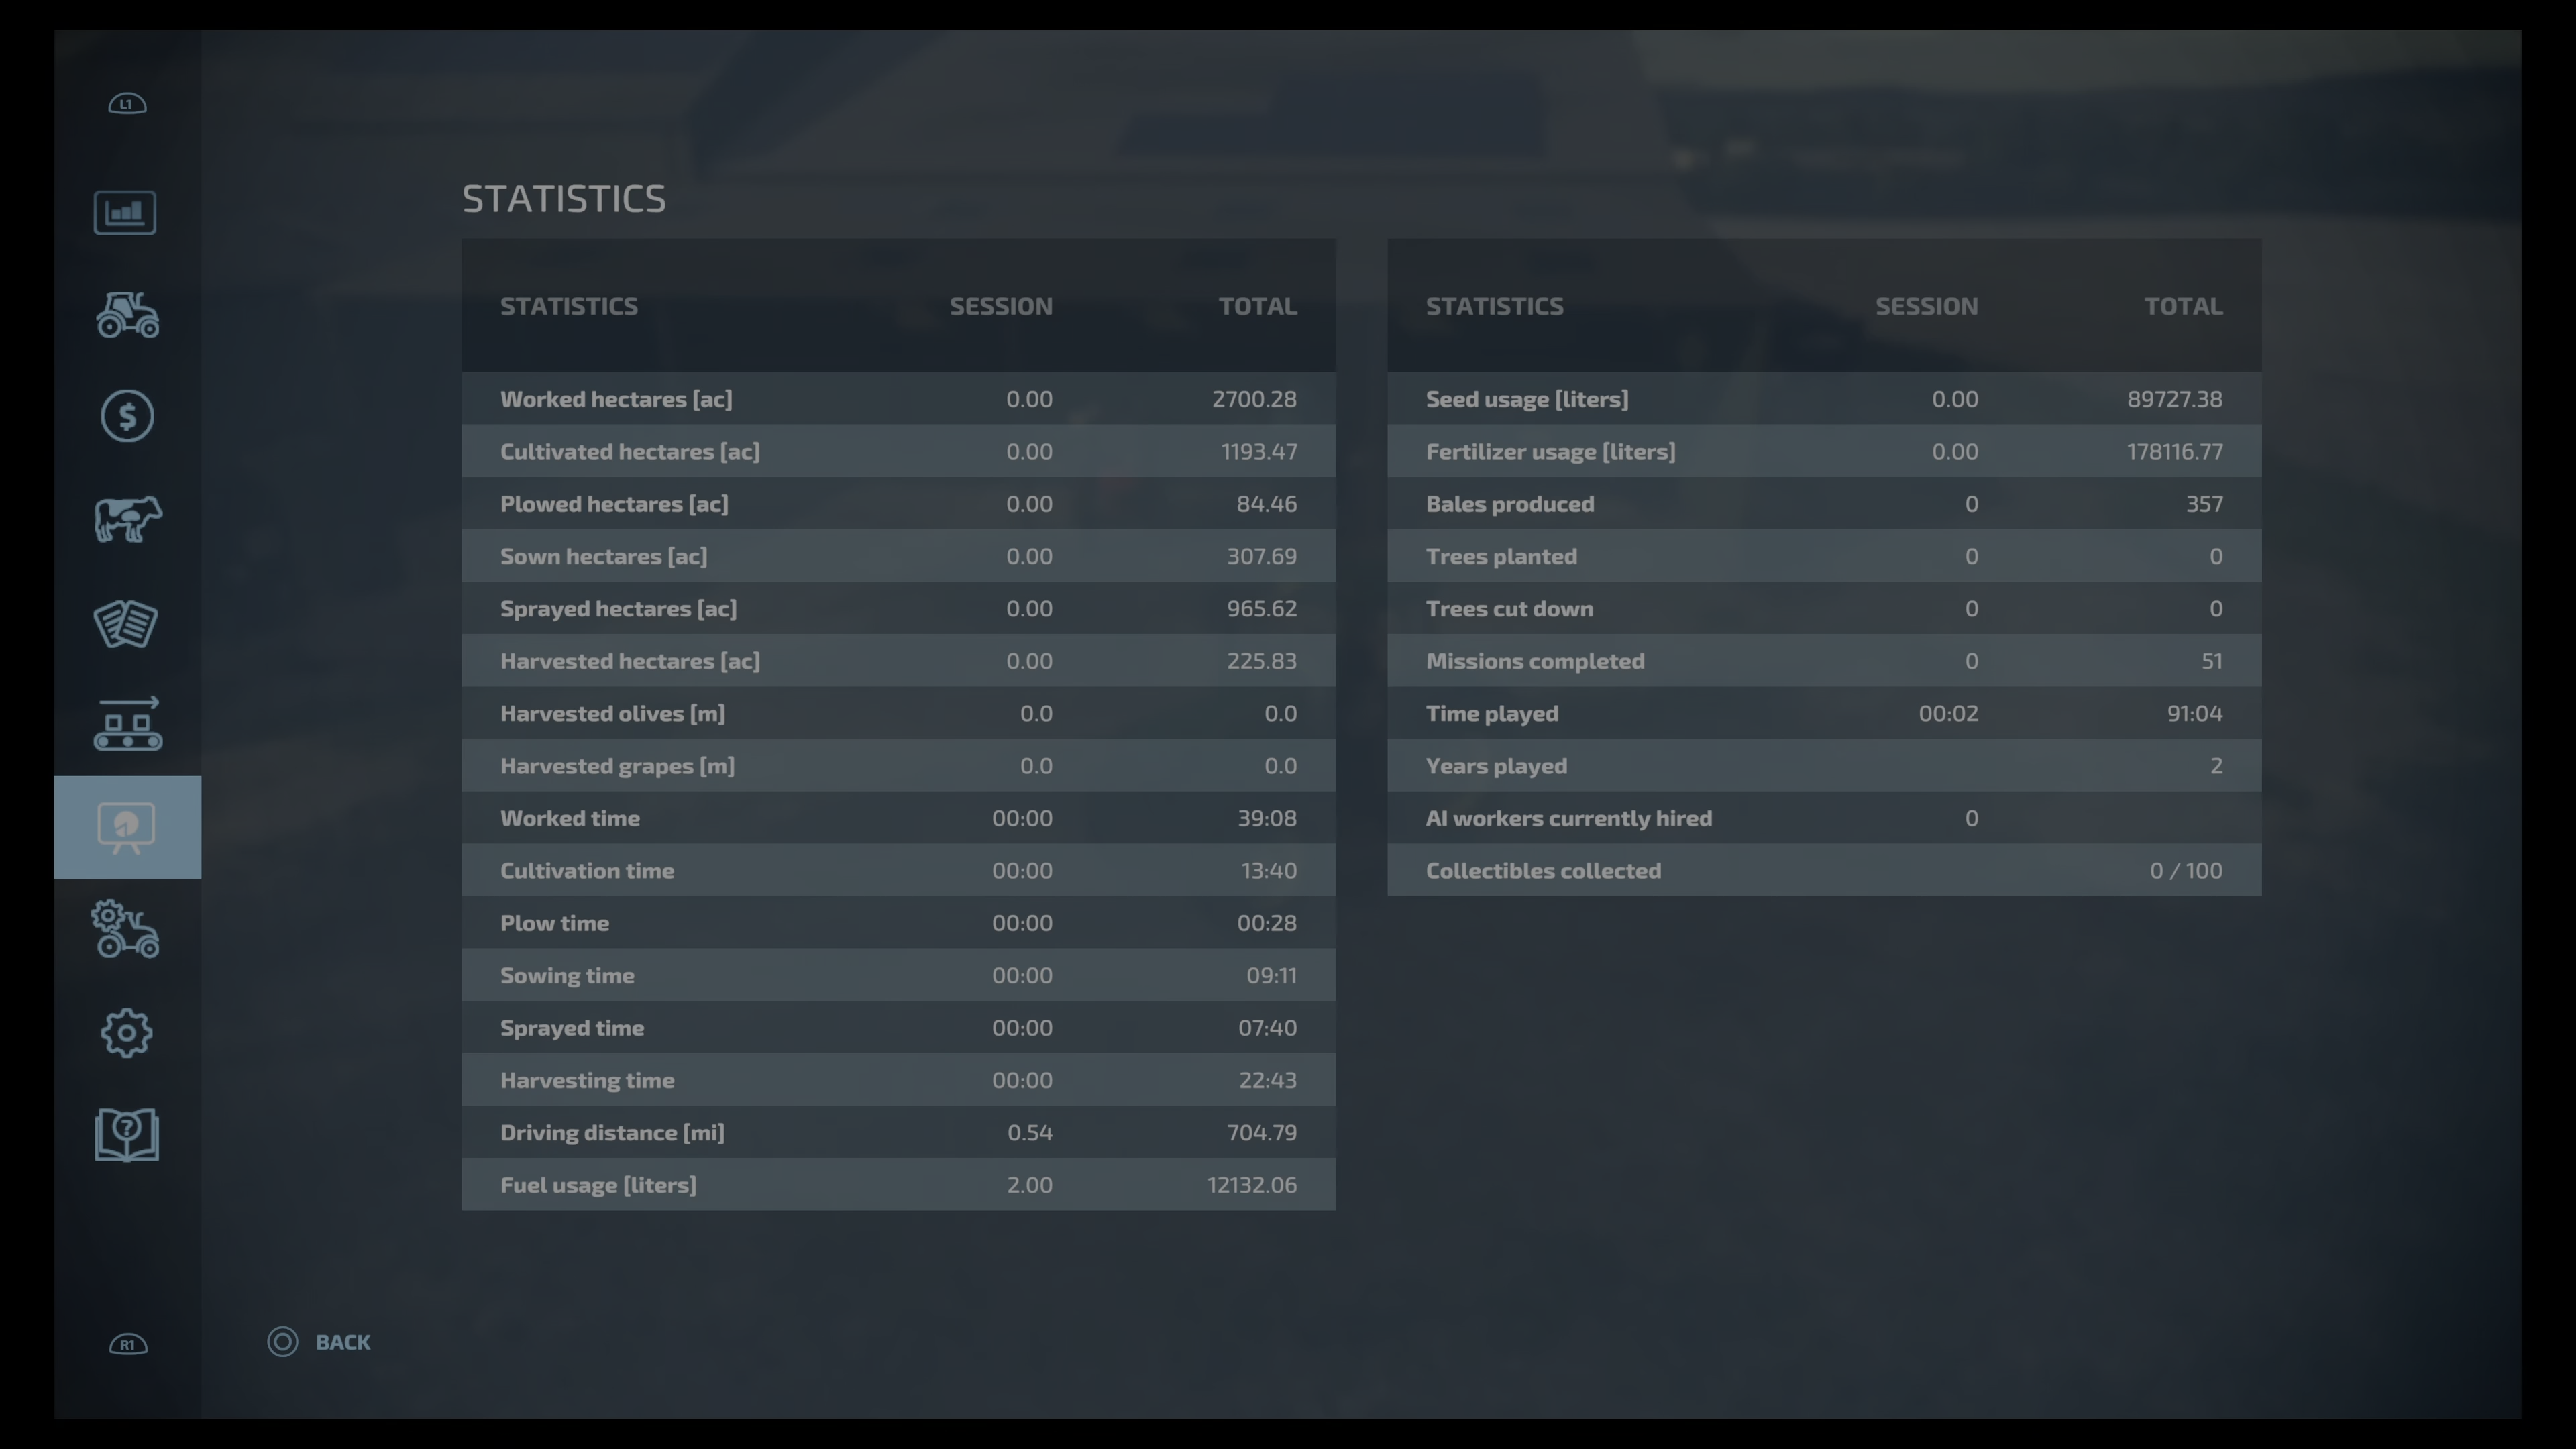 L1
STATISTICS
STATISTICS SESSION TOTAL
Worked hectares [ac] 0.00 2700.28
Cultivated hectares [ac] 0.00 1193.47
Plowed hectares [ac] 0.00 84.46
Sown hectares [ac] 0.00 307.69
Sprayed hectares [ac] 0.00 965.62
Harvested hectares [ac] 0.00 225.83
Harvested olives [m] 0.0 0.0
Harvested grapes [m] 0.0 0.0
Worked time 00:00 39:08
Cultivation time 00:00 13:40
Plow time 00:00 00:28
Sowing time 00:00 09:11
Sprayed time 00:00 07:40
Harvesting time 00:00 22:43
Driving distance [mi] 0.54 704.79
Fuel usage [liters] 2.00 12132.06
STATISTICS SESSION TOTAL
Seed usage [liters] 0.00 89727.38
Fertilizer usage [liters] 0.00 178116.77
Bales produced 0 357
Trees planted 0 0
Trees cut down 0 0
Missions completed 0 51
Time played 00:02 91:04
Years played 2
AI workers currently hired 0
Collectibles collected 0 / 100
R1
BACK